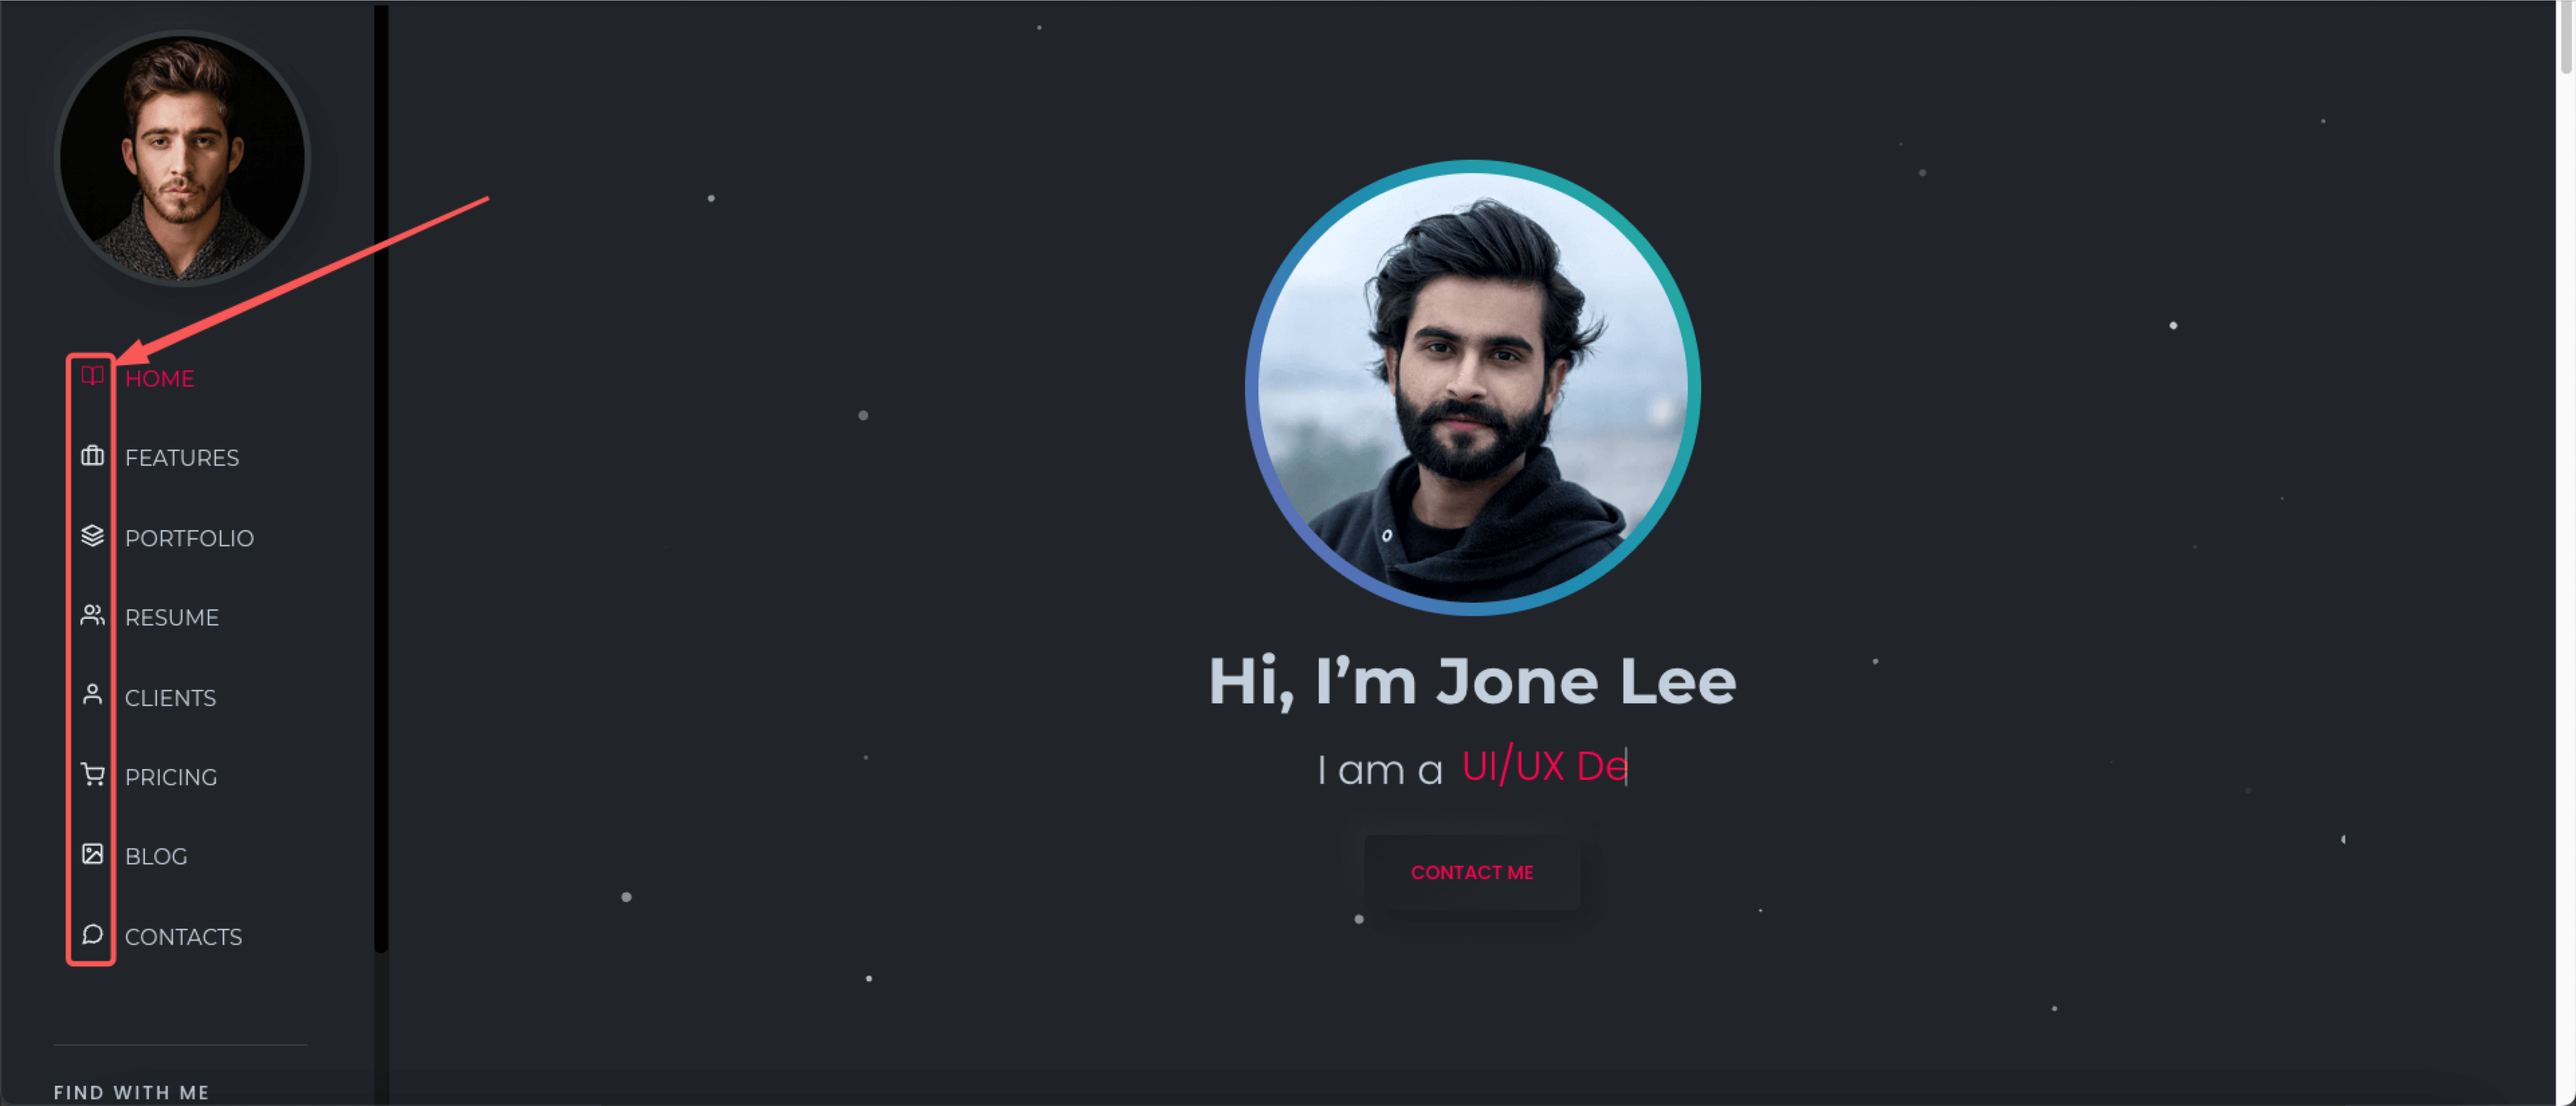 HOME
FEATURES
PORTFOLIO
RESUME
CLIENTS
PRICING
BLOG
CONTACTS
FIND WITH ME
Hi, I’m Jone Lee
I am a UI/UX De
CONTACT ME